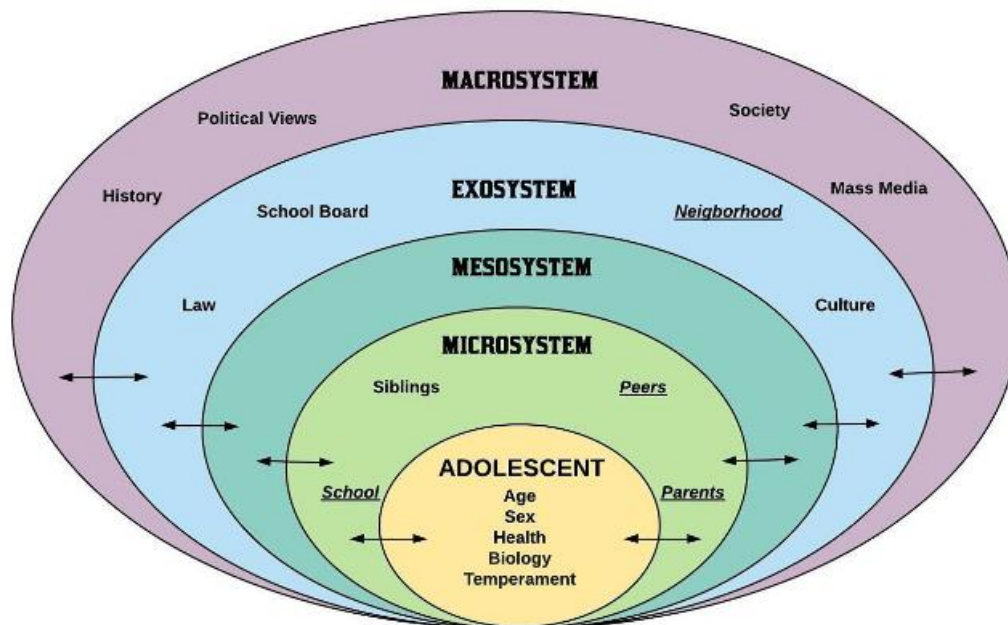 MACROSYSTEM
Society
Political Views
EXOSYSTEM
Mass Media
History
School Board
Neigborhood
MESOSYSTEM
Law
Culture
MICROSYSTEM
Siblings
Peers
ADOLESCENT
School
Parents
Age
Sex
Health
Biology
Temperament